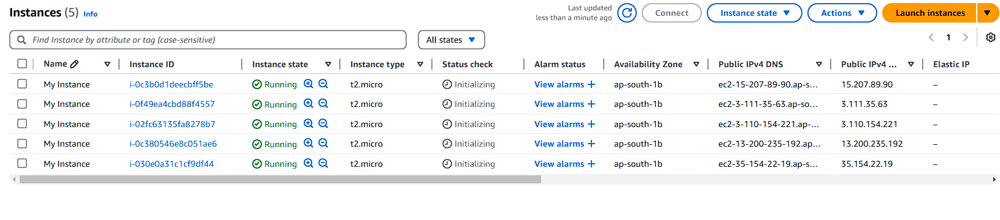 Instances (5) Info
Last updated
less than a minute ago
Connect
Instance state
Actions
Launch instances
Find Instance by attribute or tag (case-sensitive)
All states
1
Name Instance ID Instance state Instance type Status check Alarm status Availability Zone Public IPv4 DNS Public IPv4 ... Elastic IP
My Instance i-0c3b0d1deecbff5be Running t2.micro Initializing View alarms + ap-south-1b ec2-15-207-89-90.ap-s... 15.207.89.90 –
My Instance i-0f49ea4cbd88f4557 Running t2.micro Initializing View alarms + ap-south-1b ec2-3-111-35-63.ap-so... 3.111.35.63 –
My Instance i-02fc63135fa8278b7 Running t2.micro Initializing View alarms + ap-south-1b ec2-3-110-154-221.ap-... 3.110.154.221 –
My Instance i-0c380546e8c051ae6 Running t2.micro Initializing View alarms + ap-south-1b ec2-13-200-235-192.ap... 13.200.235.192 –
My Instance i-030e0a31c1cf9df44 Running t2.micro Initializing View alarms + ap-south-1b ec2-35-154-22-19.ap-s... 35.154.22.19 –